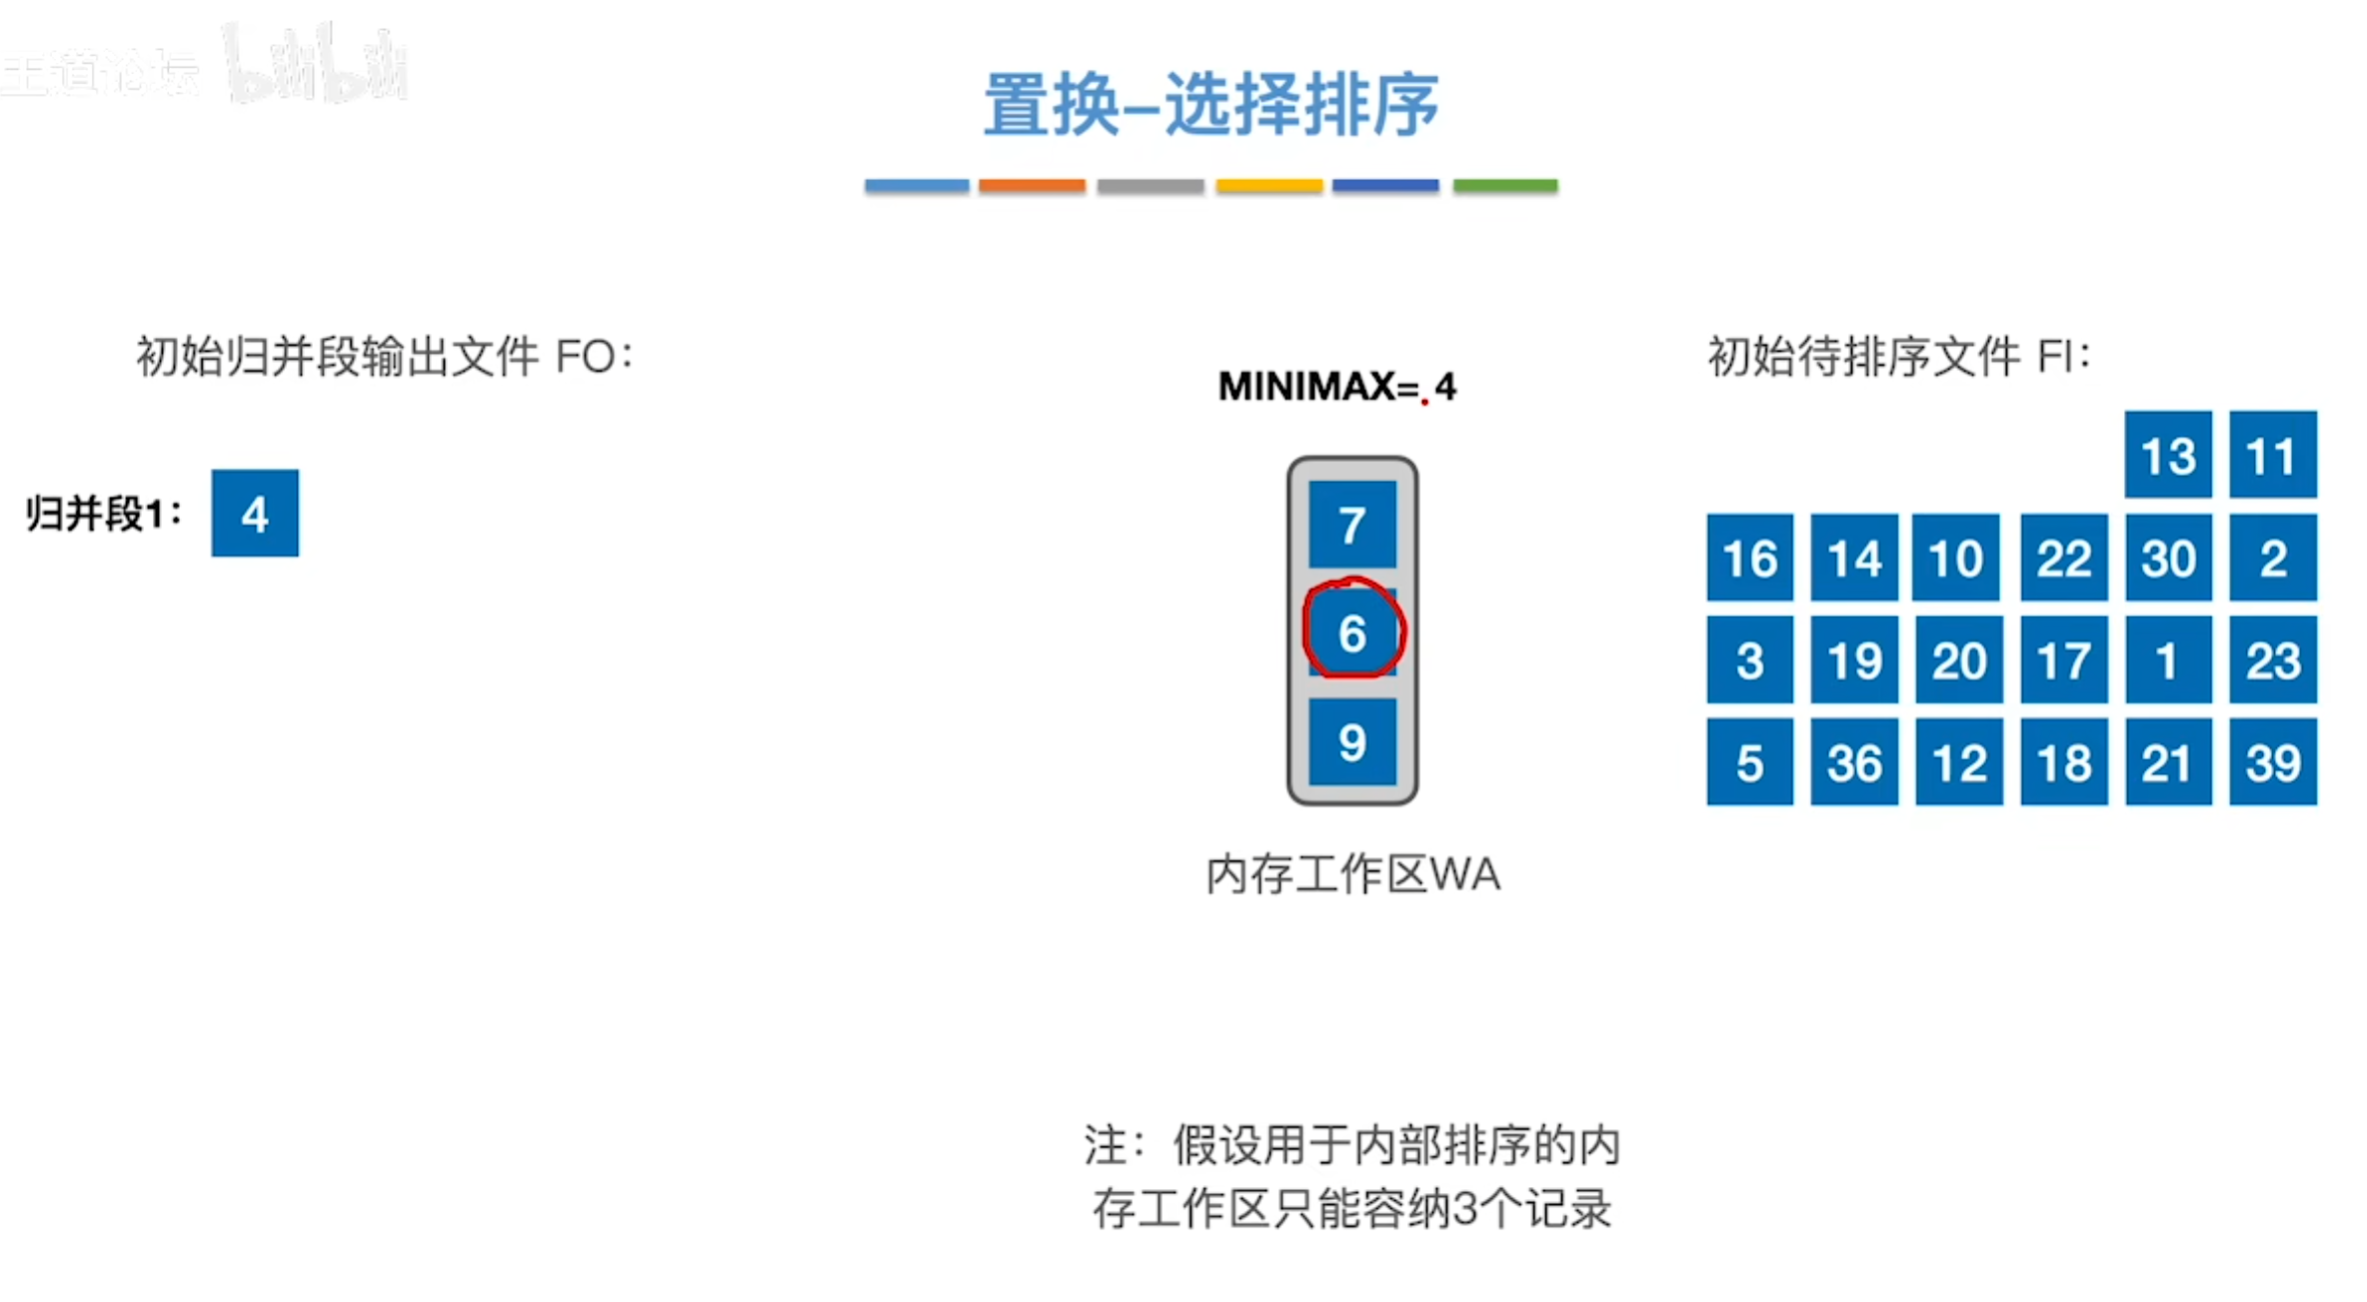 王道论坛 bilibili
置换-选择排序
初始归并段输出文件 FO：
初始待排序文件 FI：
MINIMAX= 4
归并段1： 4
7
6
9
13 11
16 14 10 22 30 2
3 19 20 17 1 23
5 36 12 18 21 39
内存工作区WA
注：假设用于内部排序的内
存工作区只能容纳3个记录